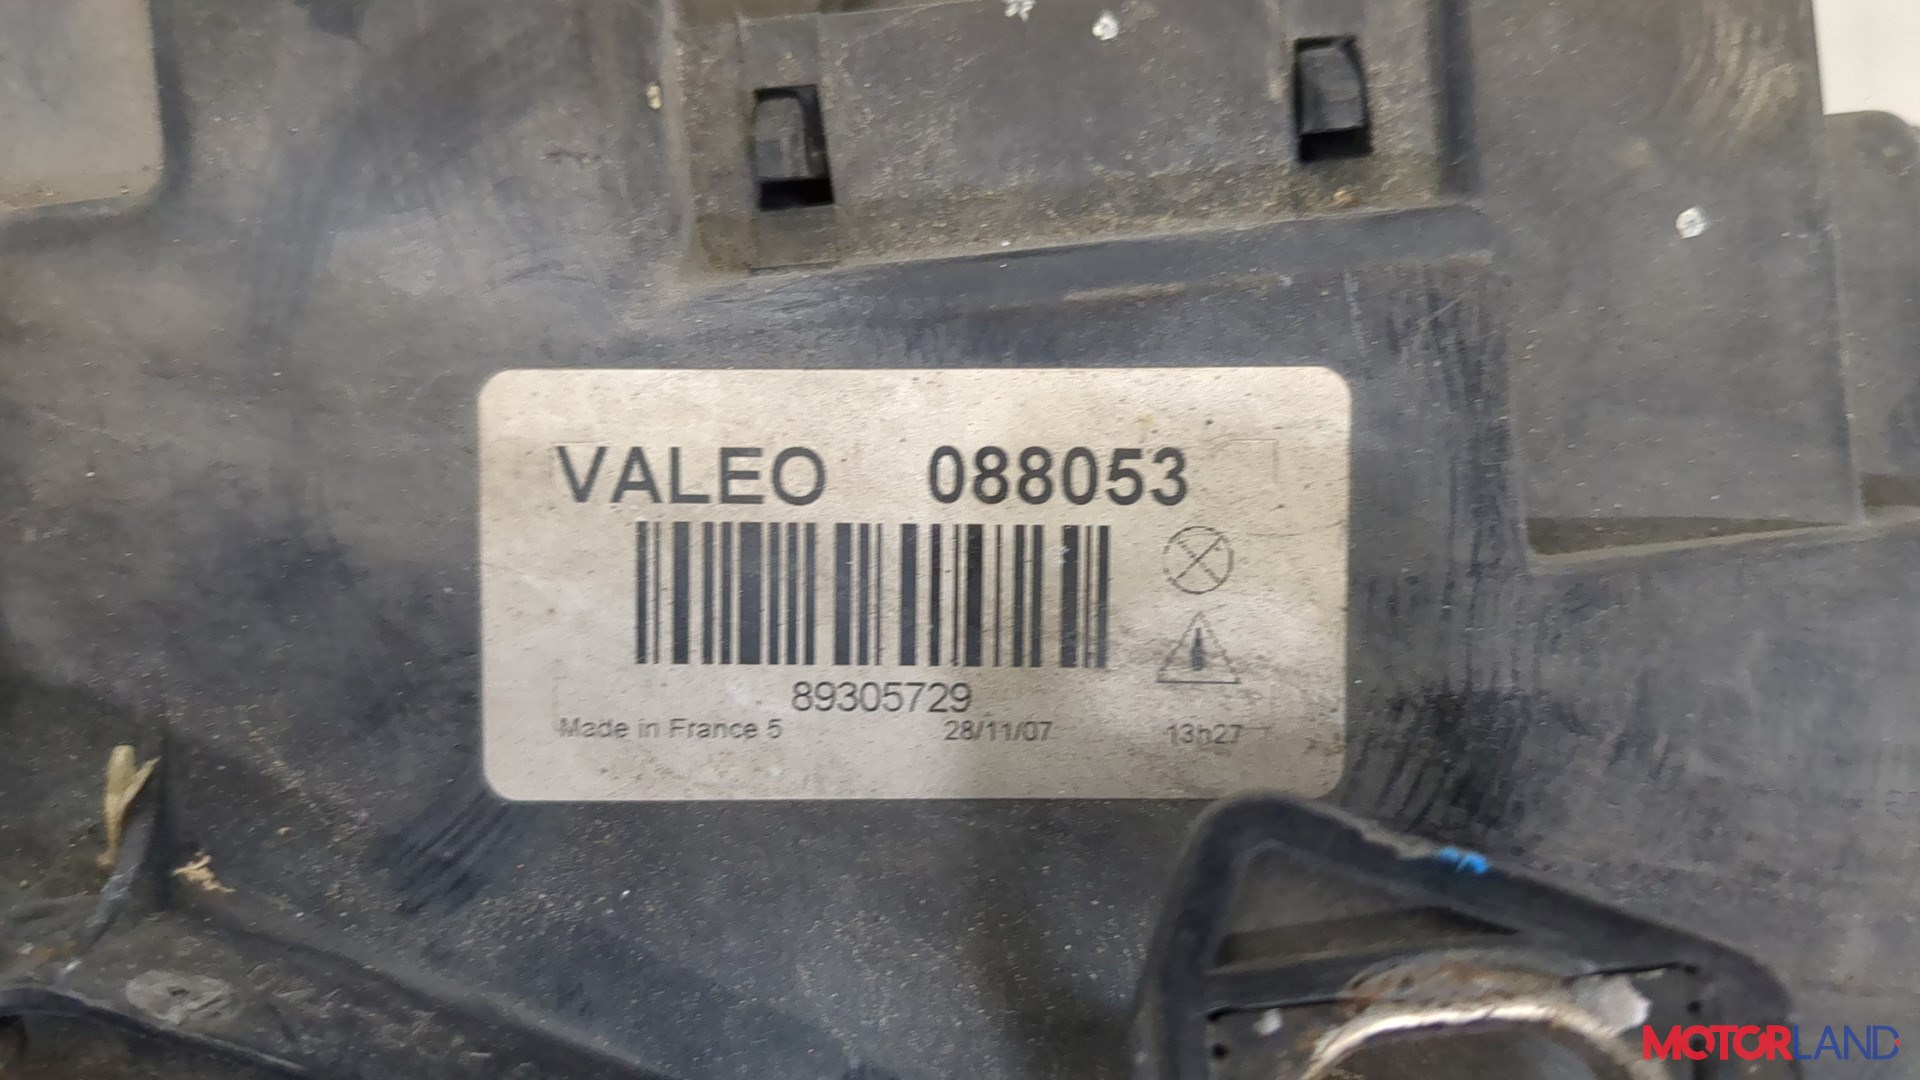 VALEO 088053
89305729
Made in France 5 28/11/07 13h27
MOTORLAND